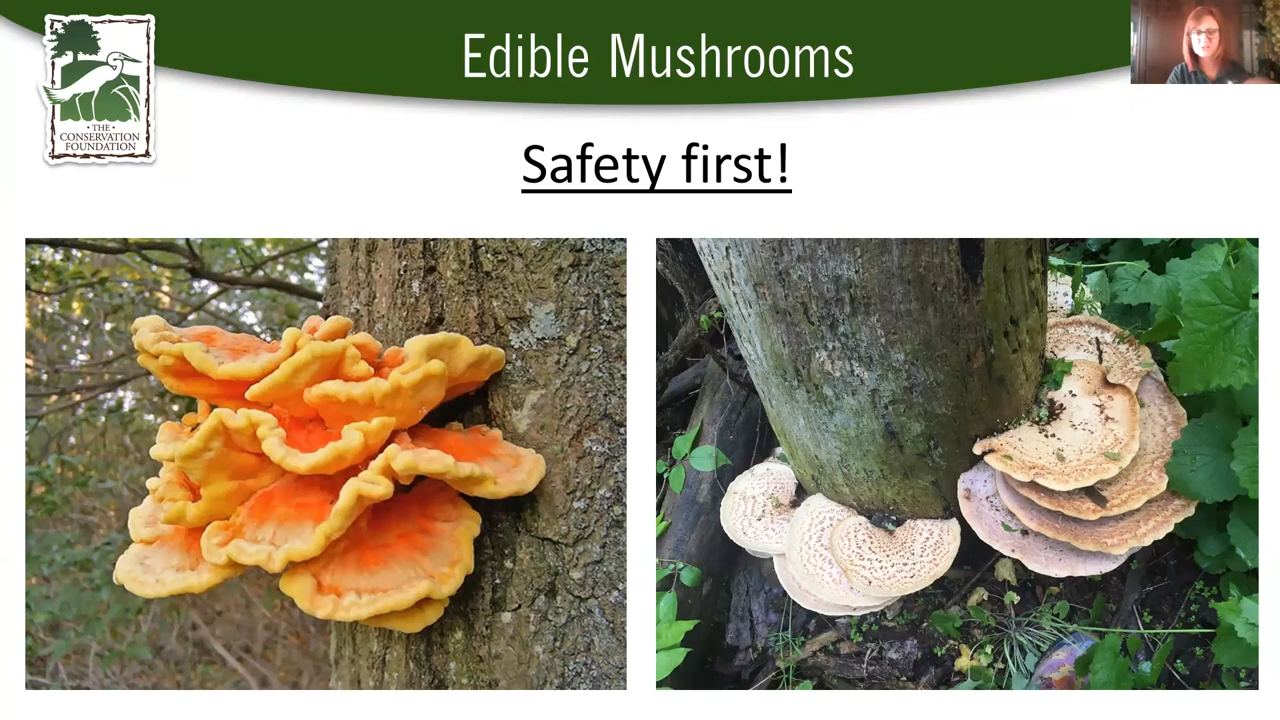 Edible Mushrooms
• THE •
CONSERVATION
FOUNDATION
Safety first!